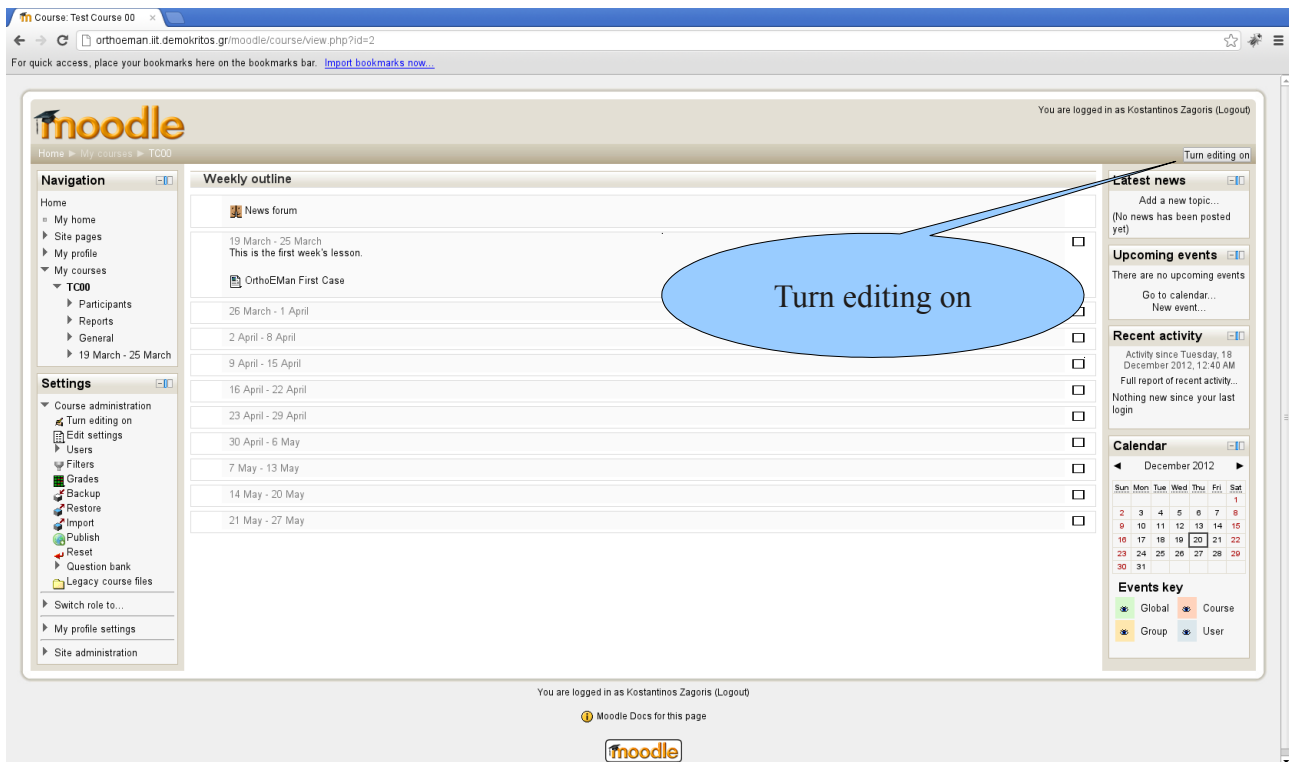 Course: Test Course 00
orthoeman.iit.demokritos.gr/moodle/course/view.php?id=2
For quick access, place your bookmarks here on the bookmarks bar. Import bookmarks now...
moodle
You are logged in as Kostantinos Zagoris (Logout)
Home ► My courses ► TC00
Turn editing on
Navigation
Home
My home
Site pages
My profile
My courses
TC00
Participants
Reports
General
19 March - 25 March
Settings
Course administration
Turn editing on
Edit settings
Users
Filters
Grades
Backup
Restore
Import
Publish
Reset
Question bank
Legacy course files
Switch role to...
My profile settings
Site administration
Weekly outline
News forum
19 March - 25 March
This is the first week's lesson.
OrthoEMan First Case
26 March - 1 April
2 April - 8 April
9 April - 15 April
16 April - 22 April
23 April - 29 April
30 April - 6 May
7 May - 13 May
14 May - 20 May
21 May - 27 May
Turn editing on
Latest news
Add a new topic...
(No news has been posted
yet)
Upcoming events
There are no upcoming events
Go to calendar...
New event...
Recent activity
Activity since Tuesday, 18
December 2012, 12:40 AM
Full report of recent activity...
Nothing new since your last
login
Calendar
◄ December 2012 ►
Sun Mon Tue Wed Thu Fri Sat
1
2 3 4 5 6 7 8
9 10 11 12 13 14 15
16 17 18 19 20 21 22
23 24 25 26 27 28 29
30 31
Events key
Global Course
Group User
You are logged in as Kostantinos Zagoris (Logout)
Moodle Docs for this page
moodle